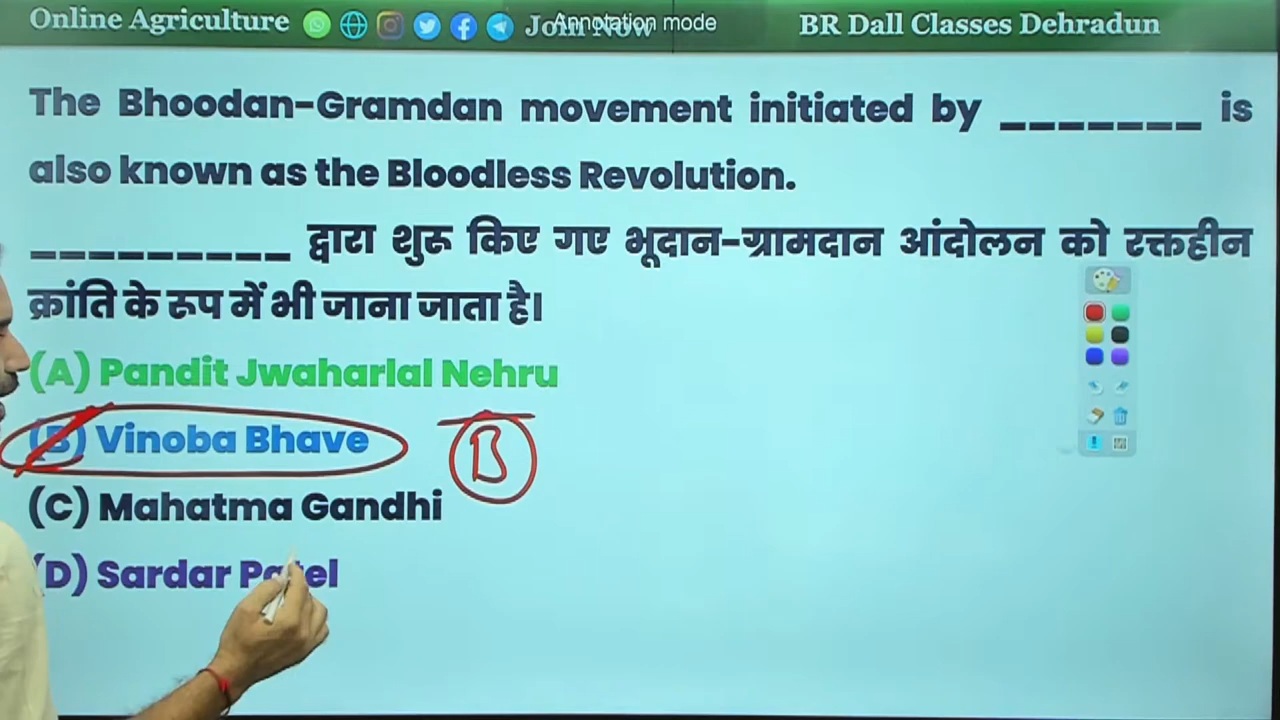 Online Agriculture Join Now Annotation mode BR Dall Classes Dehradun
The Bhoodan-Gramdan movement initiated by _______ is
also known as the Bloodless Revolution.
_________ द्वारा शुरू किए गए भूदान-ग्रामदान आंदोलन को रक्तहीन
क्रांति के रूप में भी जाना जाता है।
(A) Pandit Jwaharlal Nehru
(B) Vinoba Bhave B
(C) Mahatma Gandhi
(D) Sardar Patel